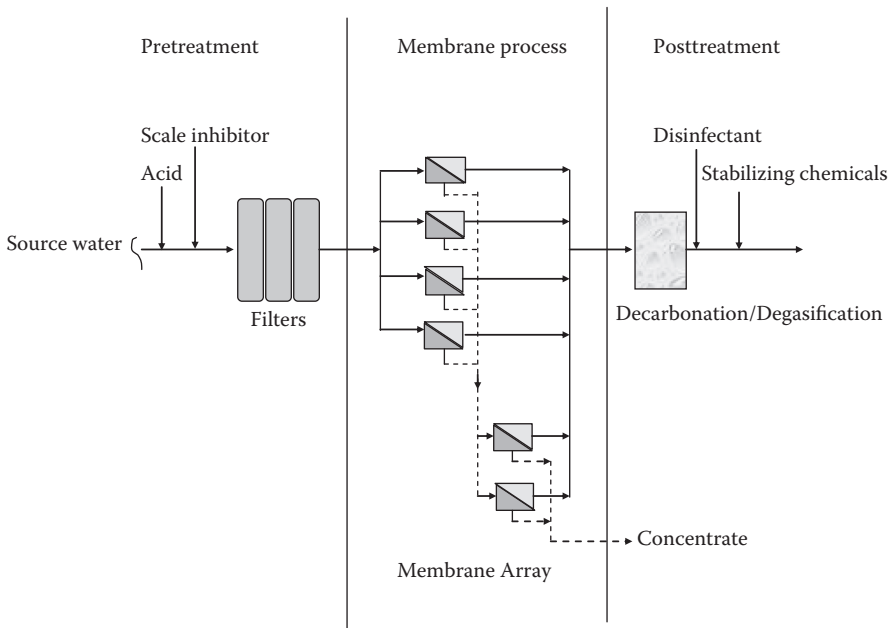 Pretreatment
Membrane process
Posttreatment
Scale inhibitor
Acid
Source water
Filters
Disinfectant
Stabilizing chemicals
Decarbonation/Degasification
Concentrate
Membrane Array